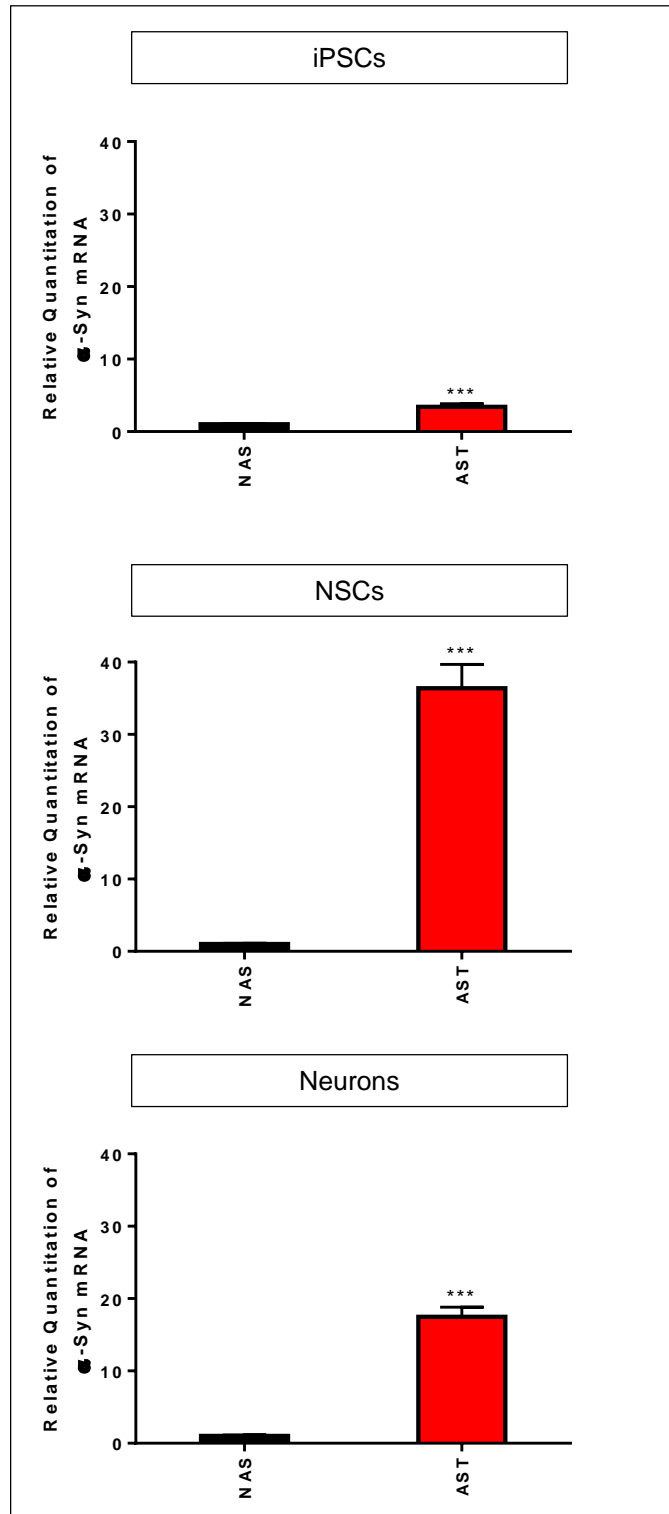 iPSCs
Relative Quantitation of
α-Syn mRNA
40
30
20
10
0
***
NAS
AST
NSCs
Relative Quantitation of
α-Syn mRNA
40
30
20
10
0
***
NAS
AST
Neurons
Relative Quantitation of
α-Syn mRNA
40
30
20
10
0
***
NAS
AST